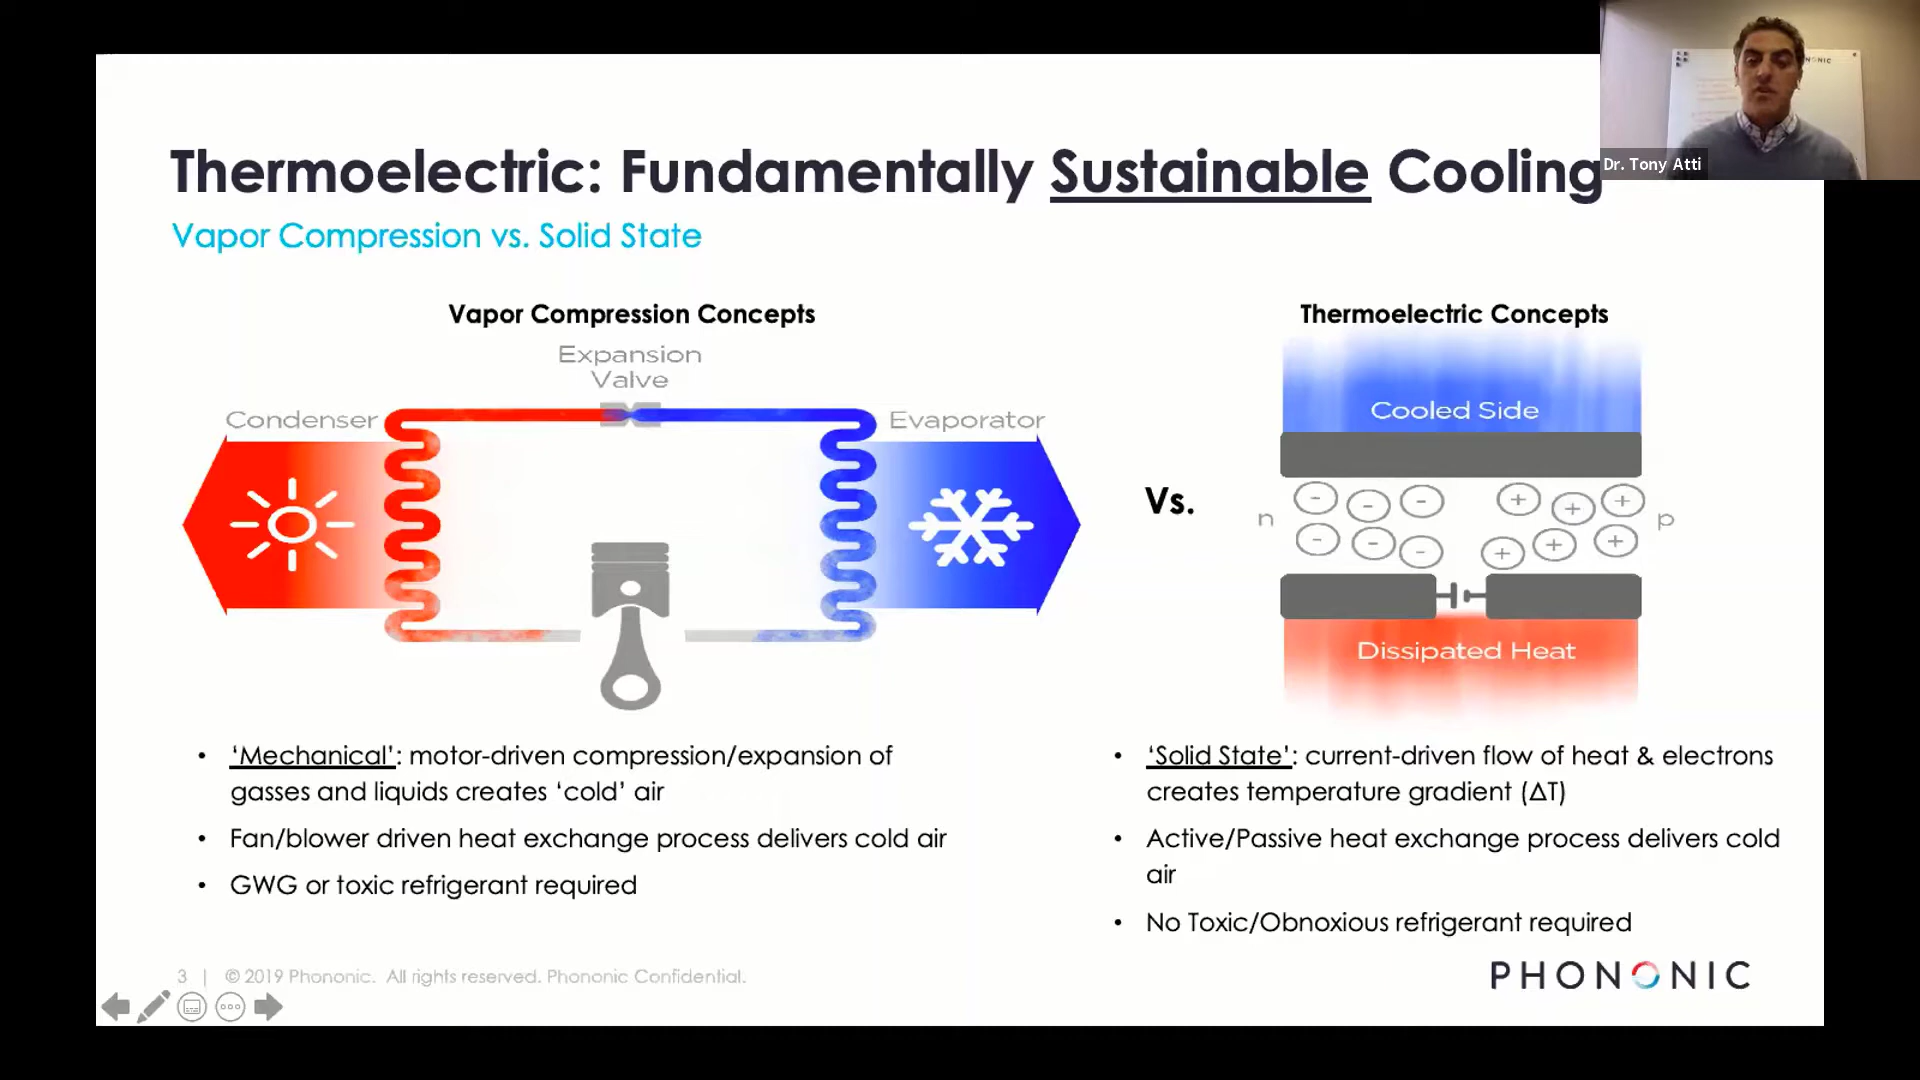 NONIC
Dr. Tony Atti
Thermoelectric: Fundamentally Sustainable Cooling
Vapor Compression vs. Solid State
Vapor Compression Concepts
Expansion
Valve
Condenser
Evaporator
Vs.
Thermoelectric Concepts
Cooled Side
n
p
Dissipated Heat
• ‘Mechanical’: motor-driven compression/expansion of
gasses and liquids creates ‘cold’ air
• Fan/blower driven heat exchange process delivers cold air
• GWG or toxic refrigerant required
• ‘Solid State’: current-driven flow of heat & electrons
creates temperature gradient (ΔT)
• Active/Passive heat exchange process delivers cold
air
• No Toxic/Obnoxious refrigerant required
3 | © 2019 Phononic. All rights reserved. Phononic Confidential.
PHONONIC